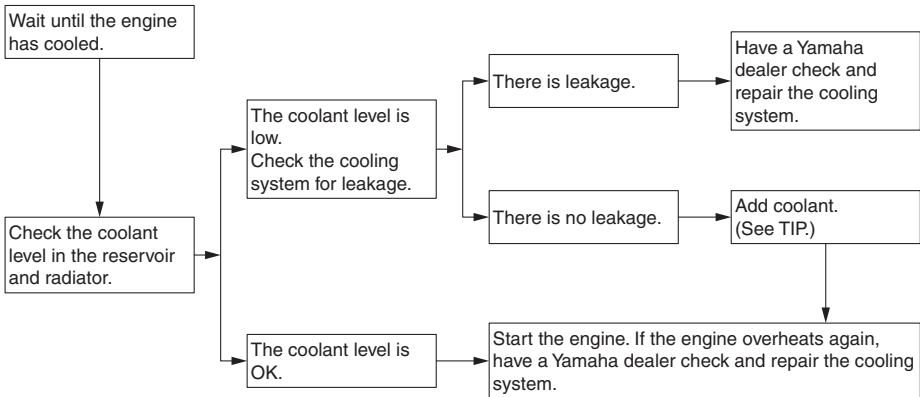 Wait until the engine
has cooled.
Check the coolant
level in the reservoir
and radiator.
The coolant level is
low.
Check the cooling
system for leakage.
There is leakage.
Have a Yamaha
dealer check and
repair the cooling
system.
There is no leakage.
Add coolant.
(See TIP.)
The coolant level is
OK.
Start the engine. If the engine overheats again,
have a Yamaha dealer check and repair the cooling
system.